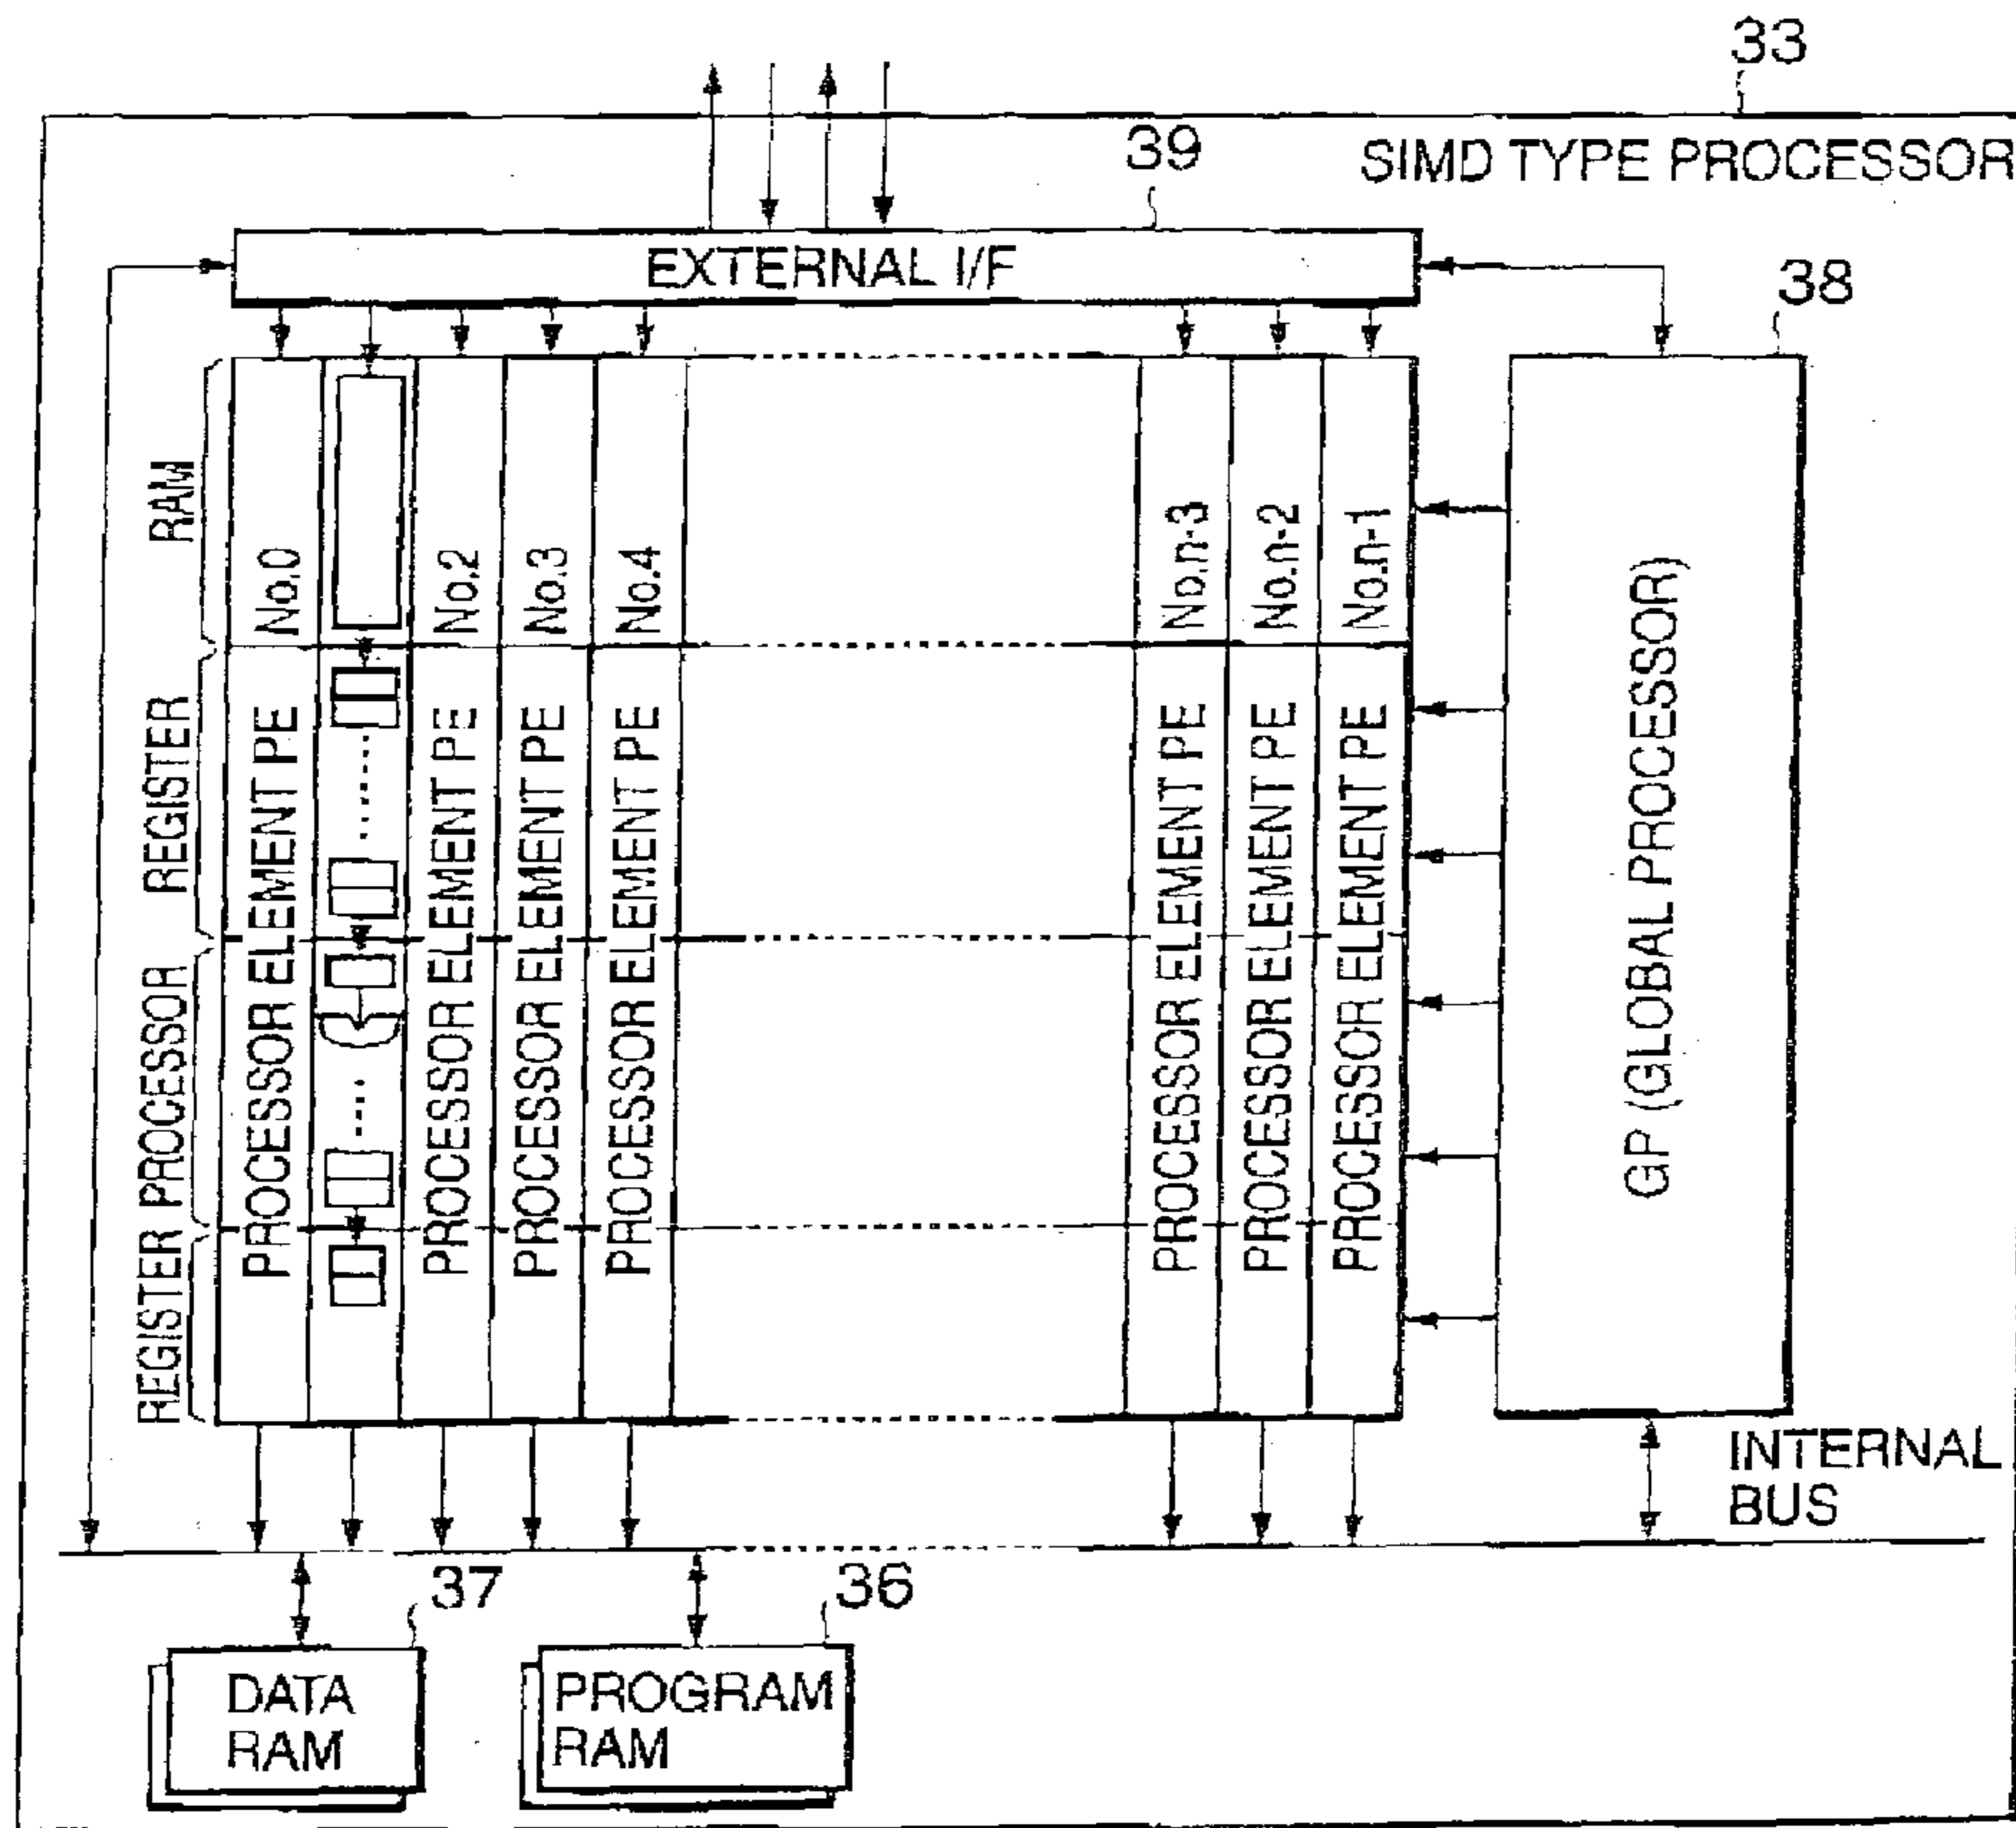 33
SIMD TYPE PROCESSOR
39
EXTERNAL I/F
38
RAM
REGISTER
PROCESSOR
REGISTER
PROCESSOR ELEMENT PE No.0
PROCESSOR ELEMENT PE No.2
PROCESSOR ELEMENT PE No.3
PROCESSOR ELEMENT PE No.4
PROCESSOR ELEMENT PE No.n-3
PROCESSOR ELEMENT PE No.n-2
PROCESSOR ELEMENT PE No.n-1
GP (GLOBAL PROCESSOR)
INTERNAL
BUS
37
36
DATA
RAM
PROGRAM
RAM